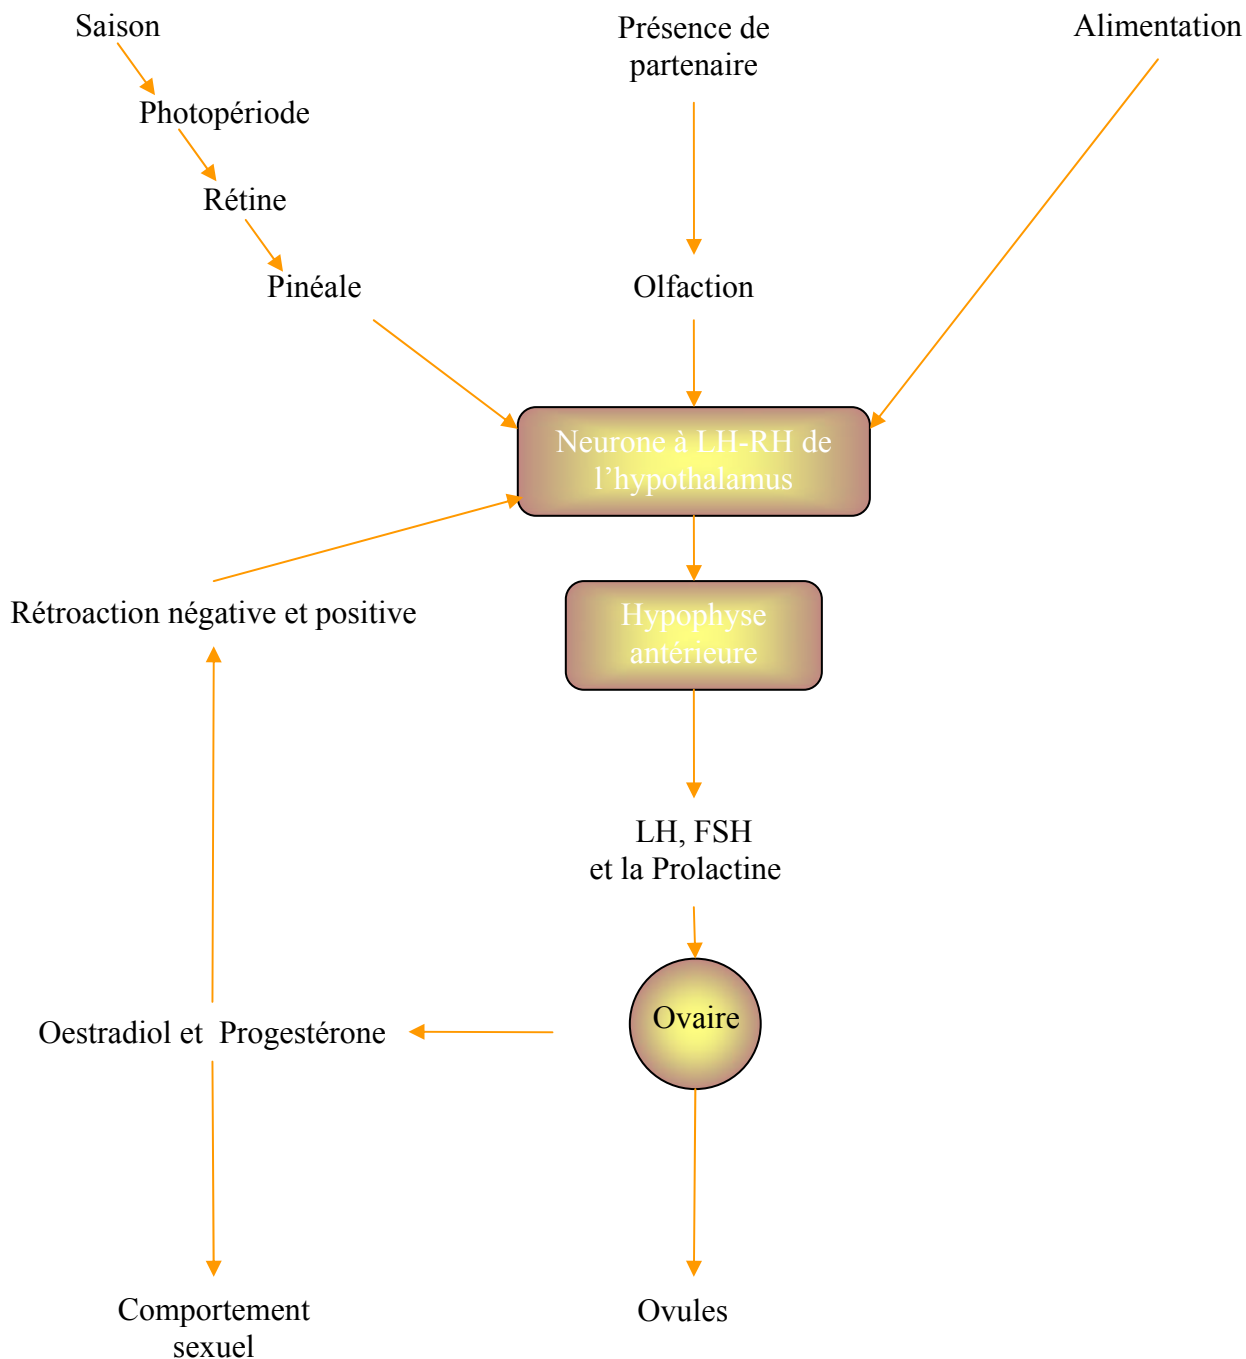 Saison
Présence de
partenaire
Alimentation
Photopériode
Rétine
Pinéale
Olfaction
Neurone à LH-RH de
l’hypothalamus
Rétroaction négative et positive
Hypophyse
antérieure
LH, FSH
et la Prolactine
Ovaire
Oestradiol et  Progestérone
Comportement
sexuel
Ovules